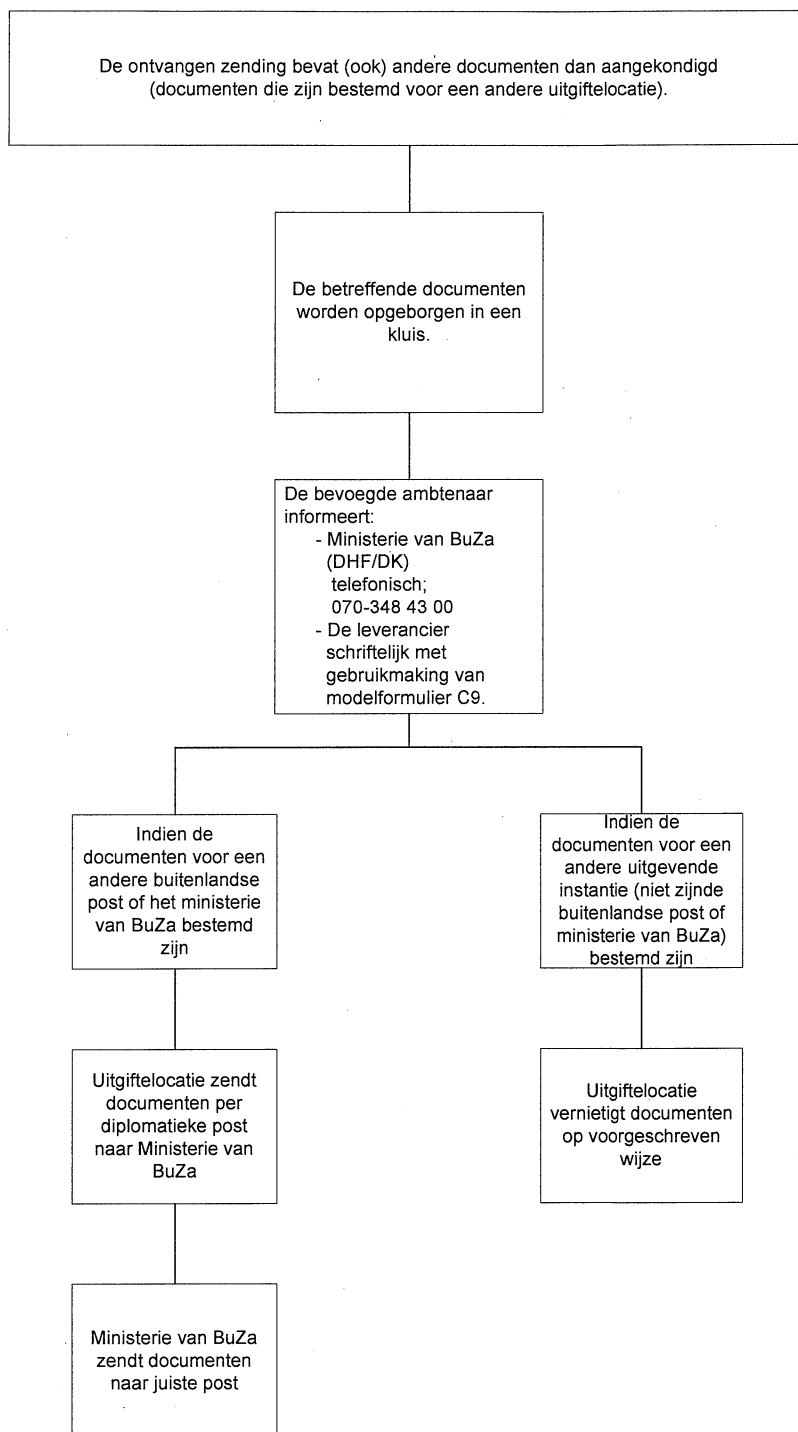 De ontvangen zending bevat (ook) andere documenten dan aangekondigd
(documenten die zijn bestemd voor een andere uitgiftelocatie).
De betreffende documenten
worden opgeborgen in een
kluis.
De bevoegde ambtenaar
informeert:
- Ministerie van BuZa
(DHF/DK)
telefonisch;
070-348 43 00
- De leverancier
schriftelijk met
gebruikmaking van
modelformulier C9.
Indien de
documenten voor een
andere buitenlandse
post of het ministerie
van BuZa bestemd
zijn
Indien de
documenten voor een
andere uitgevende
instantie (niet zijnde
buitenlandse post of
ministerie van BuZa)
bestemd zijn
Uitgiftelocatie zendt
documenten per
diplomatieke post
naar Ministerie van
BuZa
Uitgiftelocatie
vernietigt documenten
op voorgeschreven
wijze
Ministerie van BuZa
zendt documenten
naar juiste post